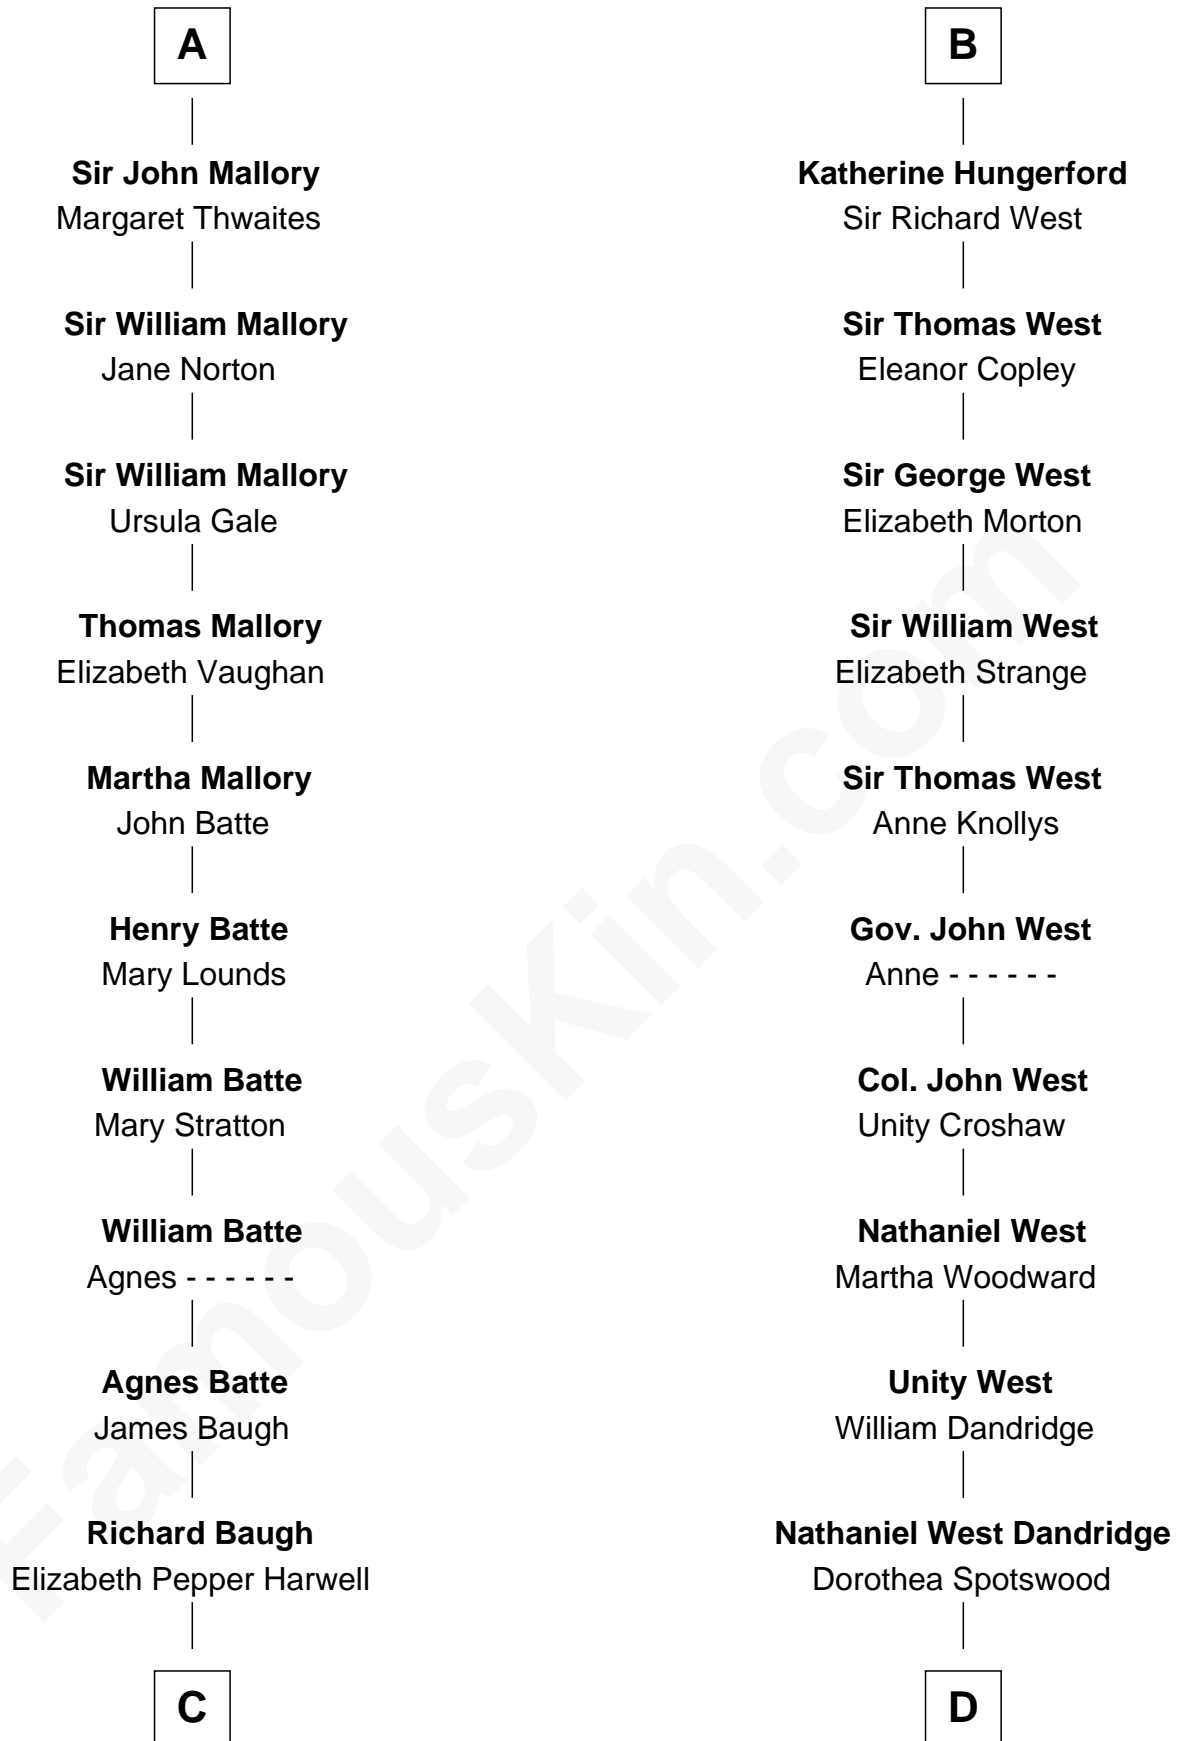 A
Sir John Mallory
Margaret Thwaites
Sir William Mallory
Jane Norton
Sir William Mallory
Ursula Gale
Thomas Mallory
Elizabeth Vaughan
Martha Mallory
John Batte
Henry Batte
Mary Lounds
William Batte
Mary Stratton
William Batte
Agnes - - - - - -
Agnes Batte
James Baugh
Richard Baugh
Elizabeth Pepper Harwell
C
B
Katherine Hungerford
Sir Richard West
Sir Thomas West
Eleanor Copley
Sir George West
Elizabeth Morton
Sir William West
Elizabeth Strange
Sir Thomas West
Anne Knollys
Gov. John West
Anne - - - - - -
Col. John West
Unity Croshaw
Nathaniel West
Martha Woodward
Unity West
William Dandridge
Nathaniel West Dandridge
Dorothea Spotswood
D
FamousKin.com